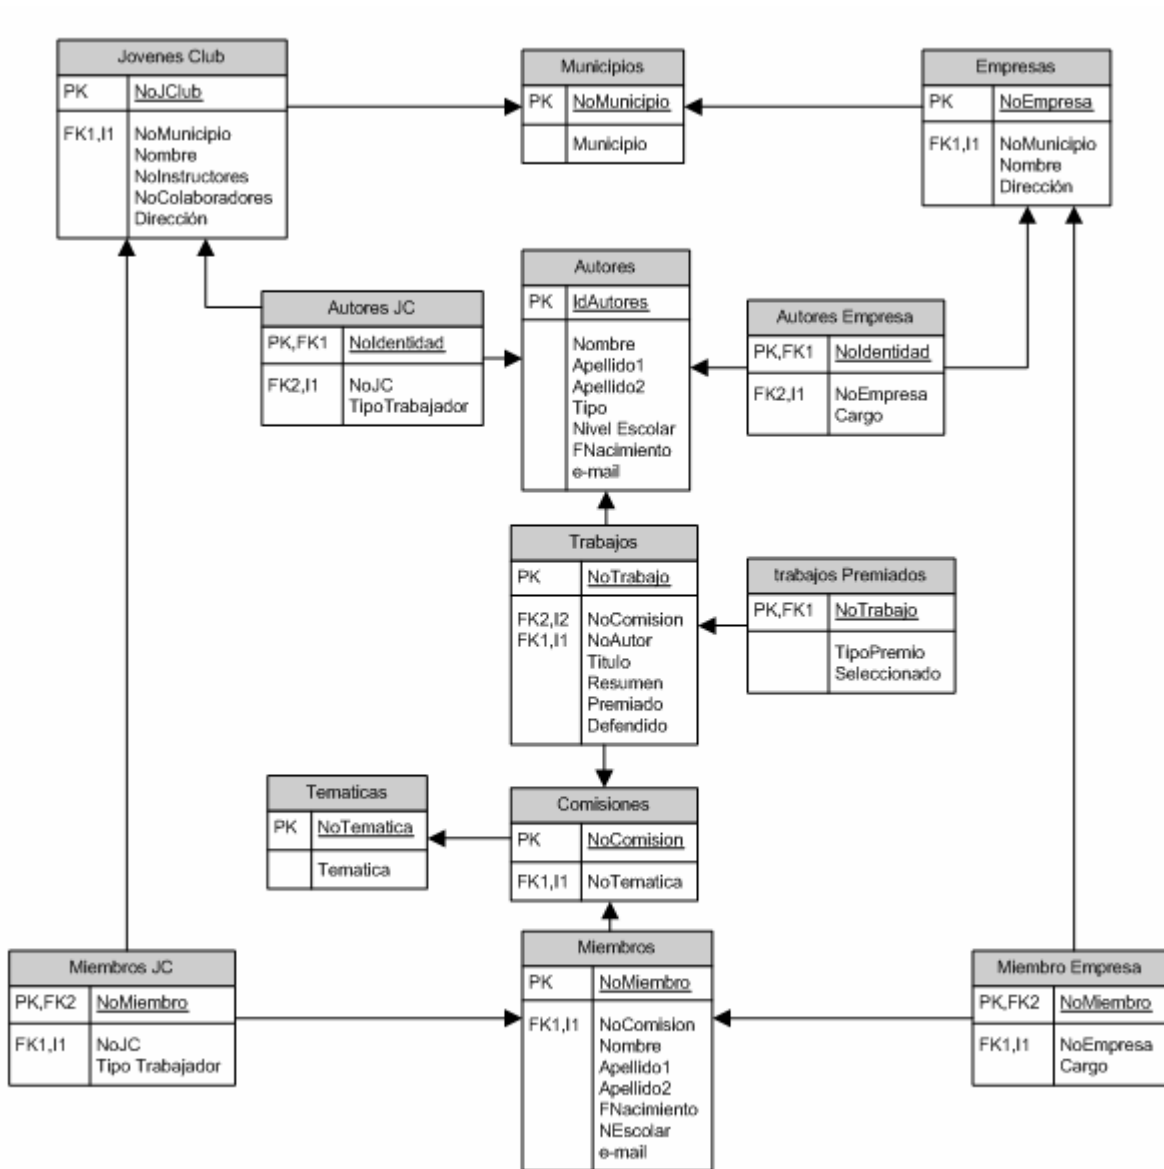 Jovenes Club
PK NoJClub
FK1,I1 NoMunicipio
Nombre
NoInstructores
NoColaboradores
Dirección
Municipios
PK NoMunicipio
Municipio
Empresas
PK NoEmpresa
FK1,I1 NoMunicipio
Nombre
Dirección
Autores JC
PK,FK1 NoIdentidad
FK2,I1 NoJC
TipoTrabajador
Autores
PK IdAutores
Nombre
Apellido1
Apellido2
Tipo
Nivel Escolar
FNacimiento
e-mail
Autores Empresa
PK,FK1 NoIdentidad
FK2,I1 NoEmpresa
Cargo
Trabajos
PK NoTrabajo
FK2,I2 NoComision
FK1,I1 NoAutor
Titulo
Resumen
Premiado
Defendido
trabajos Premiados
PK,FK1 NoTrabajo
TipoPremio
Seleccionado
Tematicas
PK NoTematica
Tematica
Comisiones
PK NoComision
FK1,I1 NoTematica
Miembros JC
PK,FK2 NoMiembro
FK1,I1 NoJC
Tipo Trabajador
Miembros
PK NoMiembro
FK1,I1 NoComision
Nombre
Apellido1
Apellido2
FNacimiento
NEscolar
e-mail
Miembro Empresa
PK,FK2 NoMiembro
FK1,I1 NoEmpresa
Cargo